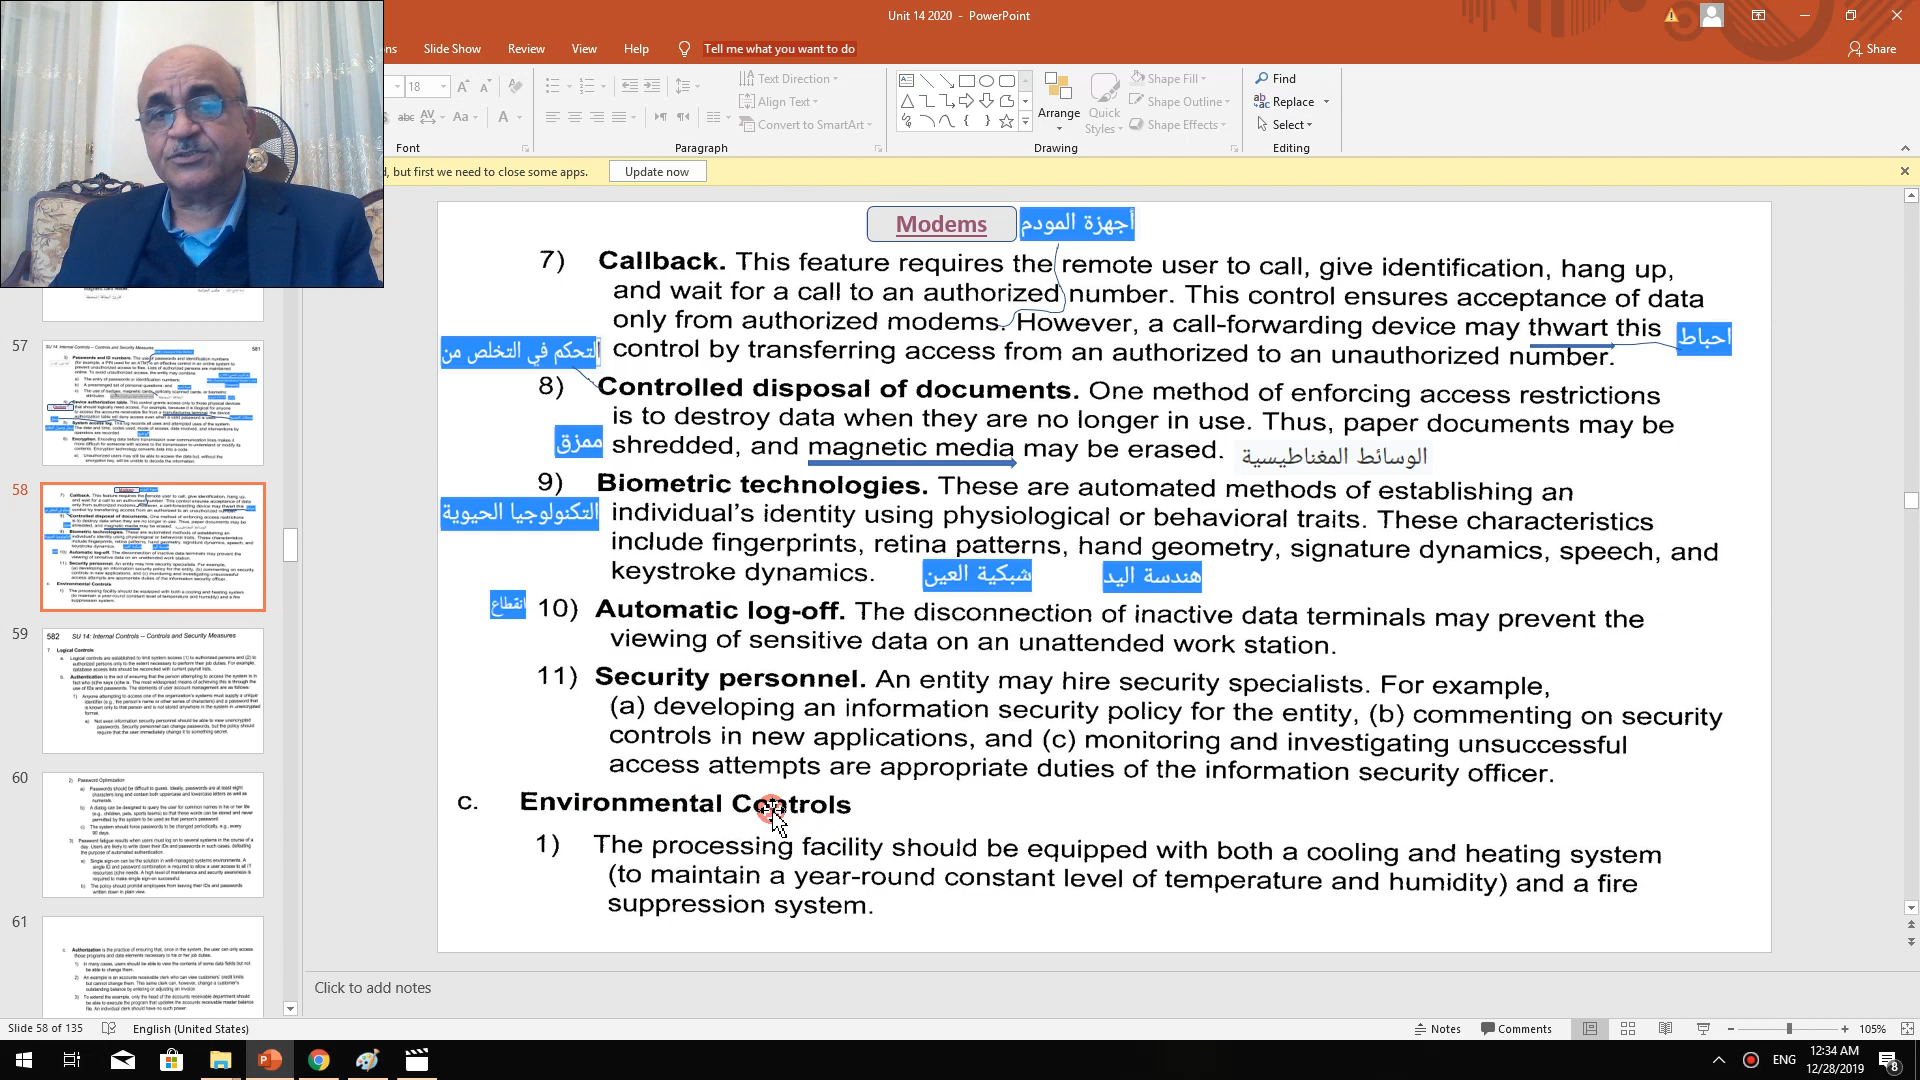 Unit 14 2020 - PowerPoint
Slide Show Review View Help Tell me what you want to do Share
18
Text Direction
Align Text
Convert to SmartArt
Arrange
Quick Styles
Shape Fill
Shape Outline
Shape Effects
Find
Replace
Select
Font Paragraph Drawing Editing
, but first we need to close some apps. Update now
Modems أجهزة المودم
7) Callback. This feature requires the remote user to call, give identification, hang up,
and wait for a call to an authorized number. This control ensures acceptance of data
only from authorized modems. However, a call-forwarding device may thwart this احباط
التحكم في التخلص من control by transferring access from an authorized to an unauthorized number.
8) Controlled disposal of documents. One method of enforcing access restrictions
is to destroy data when they are no longer in use. Thus, paper documents may be
ممزق shredded, and magnetic media may be erased. الوسائط المغناطيسية
9) Biometric technologies. These are automated methods of establishing an
التكنولوجيا الحيوية individual's identity using physiological or behavioral traits. These characteristics
include fingerprints, retina patterns, hand geometry, signature dynamics, speech, and
keystroke dynamics. شبكية العين هندسة اليد
انقطاع 10) Automatic log-off. The disconnection of inactive data terminals may prevent the
viewing of sensitive data on an unattended work station.
11) Security personnel. An entity may hire security specialists. For example,
(a) developing an information security policy for the entity, (b) commenting on security
controls in new applications, and (c) monitoring and investigating unsuccessful
access attempts are appropriate duties of the information security officer.
c. Environmental Controls
1) The processing facility should be equipped with both a cooling and heating system
(to maintain a year-round constant level of temperature and humidity) and a fire
suppression system.
57
58
59
582 SU 14: Internal Controls – Controls and Security Measures
60
61
Click to add notes
Slide 58 of 135 English (United States) Notes Comments 105%
ENG 12:34 AM
12/28/2019
8